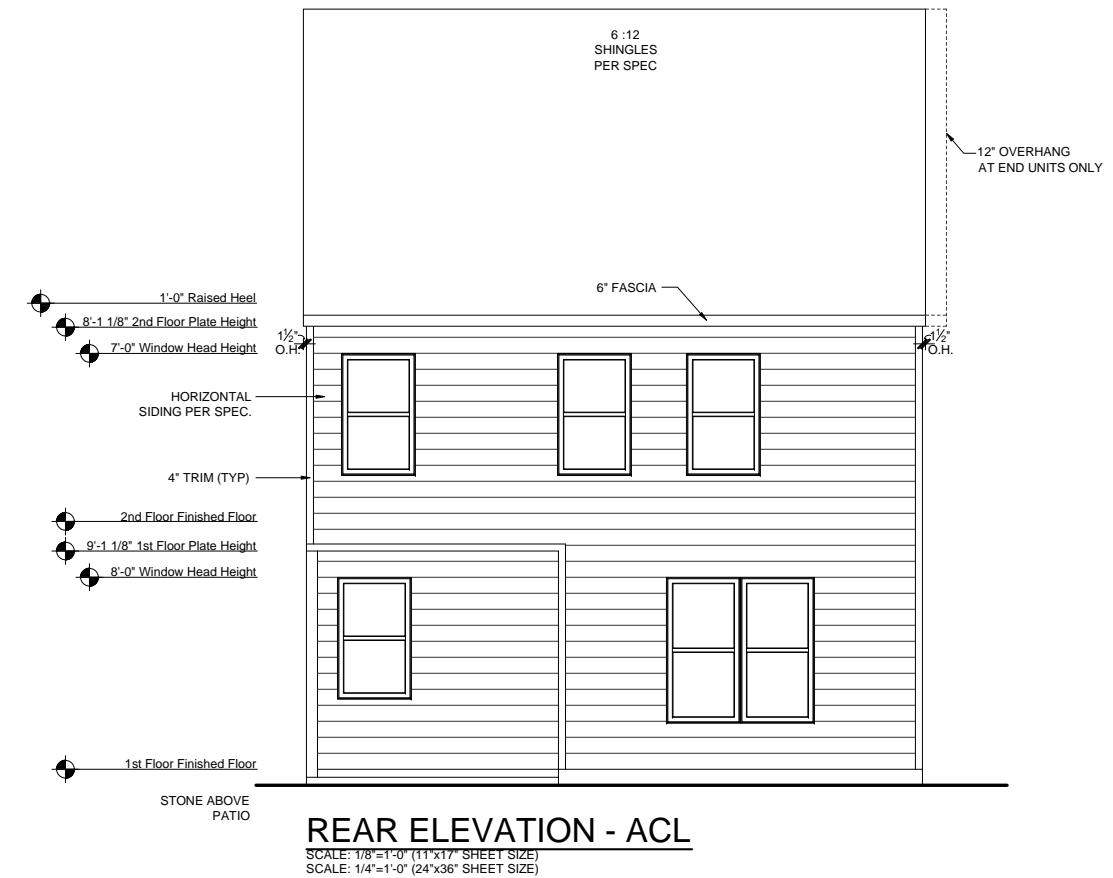 6 :12
SHINGLES
PER SPEC
12" OVERHANG
AT END UNITS ONLY
6" FASCIA
1'-0" Raised Heel
8'-1 1/8" 2nd Floor Plate Height
7'-0" Window Head Height
1½"
O.H.
1½"
O.H.
HORIZONTAL
SIDING PER SPEC.
4" TRIM (TYP)
2nd Floor Finished Floor
9'-1 1/8" 1st Floor Plate Height
8'-0" Window Head Height
1st Floor Finished Floor
STONE ABOVE
PATIO
REAR ELEVATION - ACL
SCALE: 1/8"=1'-0" (11"x17" SHEET SIZE)
SCALE: 1/4"=1'-0" (24"x36" SHEET SIZE)